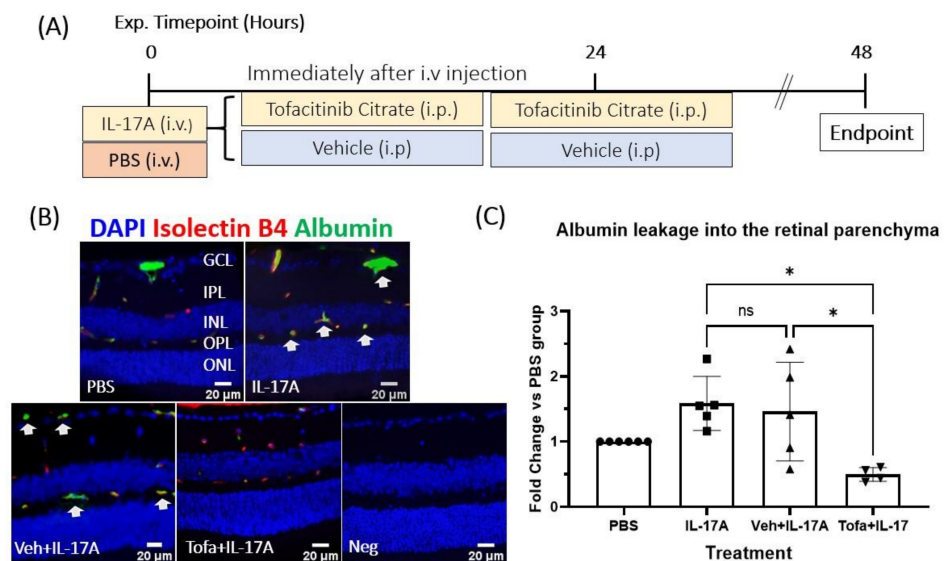 (A)
Exp. Timepoint (Hours)
0
24
48
Immediately after i.v injection
IL-17A (i.v.)
PBS (i.v.)
Tofacitinib Citrate (i.p.)
Tofacitinib Citrate (i.p.)
Vehicle (i.p)
Vehicle (i.p)
Endpoint
(B)
DAPI Isolectin B4 Albumin
GCL
IPL
INL
OPL
ONL
PBS
20 µm
IL-17A
20 µm
Veh+IL-17A
20 µm
Tofa+IL-17A
20 µm
Neg
20 µm
(C)
Albumin leakage into the retinal parenchyma
Fold Change vs PBS group
3
2
1
0
*
ns
*
PBS
IL-17A
Veh+IL-17A
Tofa+IL-17
Treatment